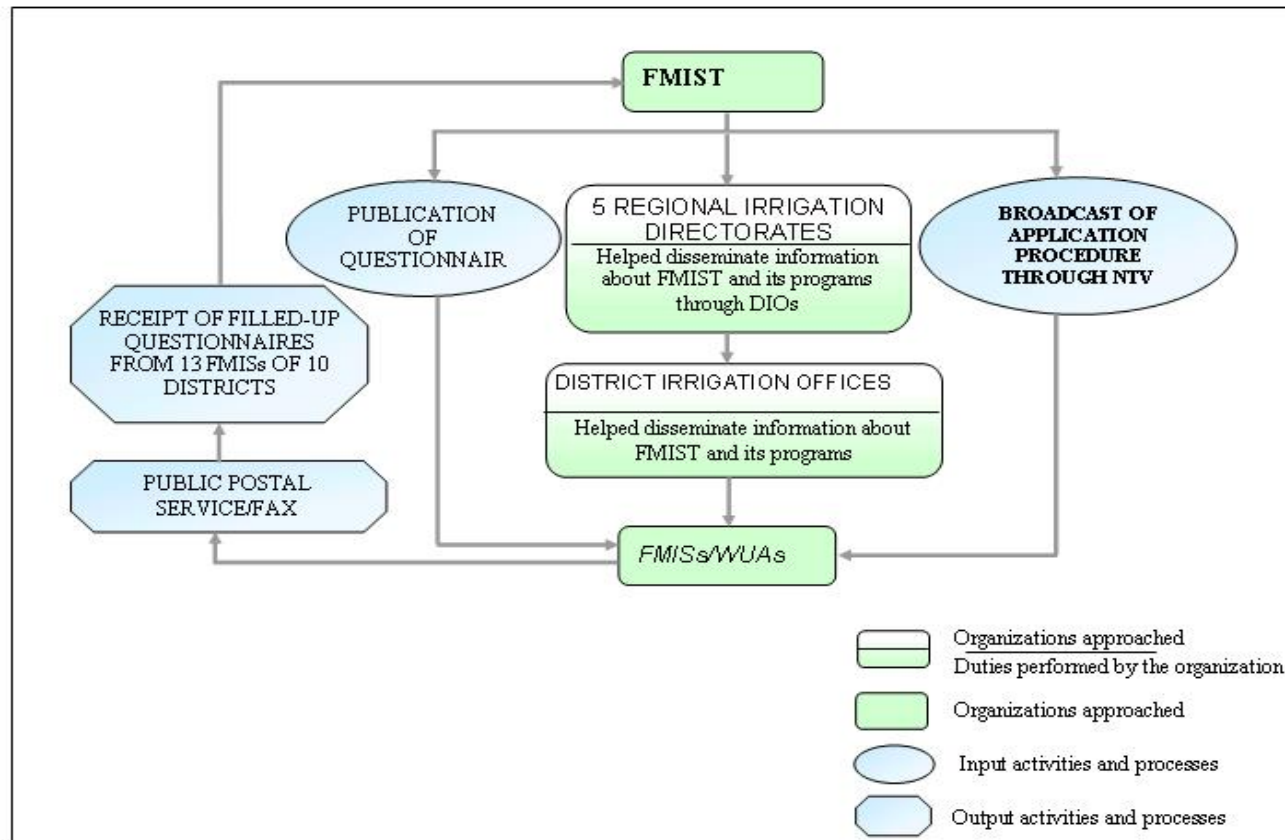 FMIST
PUBLICATION
OF
QUESTIONNAIR
5 REGIONAL IRRIGATION
DIRECTORATES
Helped disseminate information
about FMIST and its programs
through DIOs
BROADCAST OF
APPLICATION
PROCEDURE
THROUGH NTV
RECEIPT OF FILLED-UP
QUESTIONNAIRES
FROM 13 FMISs OF 10
DISTRICTS
DISTRICT IRRIGATION OFFICES
Helped disseminate information about
FMIST and its programs
PUBLIC POSTAL
SERVICE/FAX
FMISs/WUAs
Organizations approached
Duties performed by the organization
Organizations approached
Input activities and processes
Output activities and processes